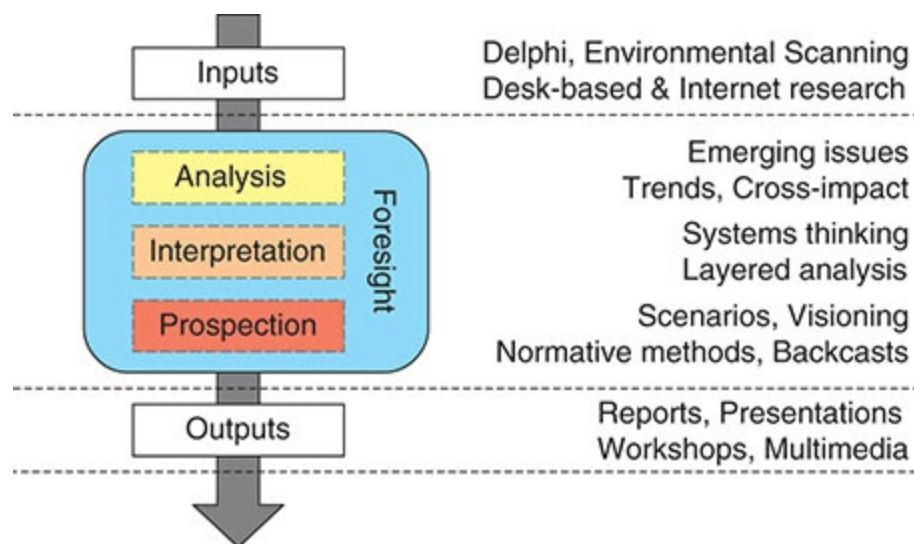 Inputs
Delphi, Environmental Scanning
Desk-based & Internet research
Analysis
Interpretation
Prospection
Foresight
Emerging issues
Trends, Cross-impact
Systems thinking
Layered analysis
Scenarios, Visioning
Normative methods, Backcasts
Outputs
Reports, Presentations
Workshops, Multimedia